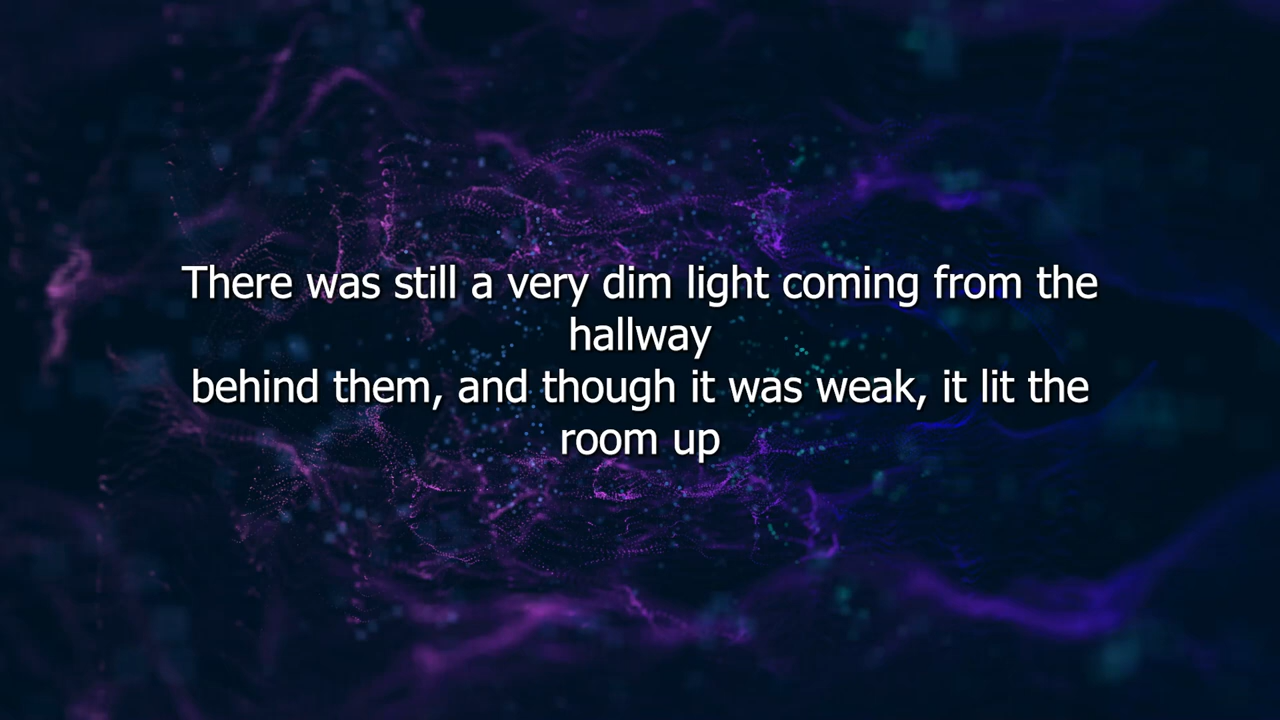 There was still a very dim light coming from the
hallway
behind them, and though it was weak, it lit the
room up